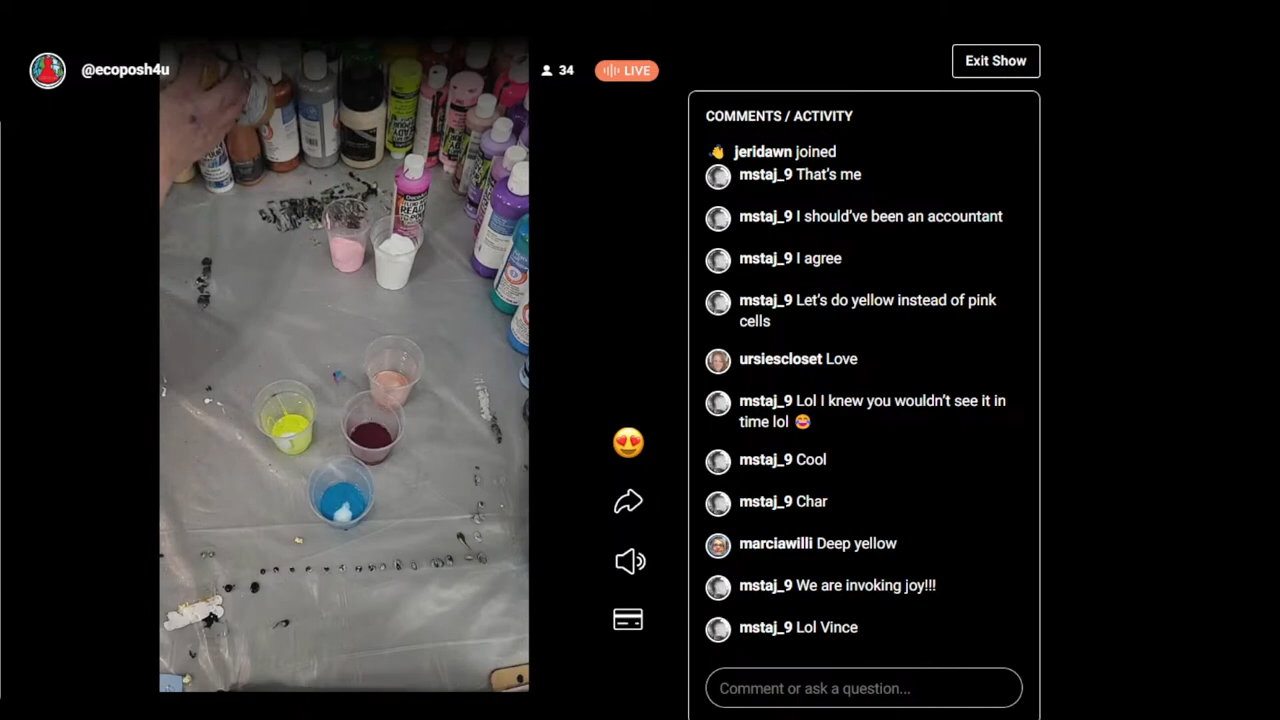 @ecoposh4u
34
LIVE
Exit Show
COMMENTS / ACTIVITY
jeridawn joined
mstaj_9 That's me
mstaj_9 I should've been an accountant
mstaj_9 I agree
mstaj_9 Let's do yellow instead of pink
cells
ursiescloset Love
mstaj_9 Lol I knew you wouldn't see it in
time lol 😂
mstaj_9 Cool
mstaj_9 Char
marciawilli Deep yellow
mstaj_9 We are invoking joy!!!
mstaj_9 Lol Vince
Comment or ask a question...
READY